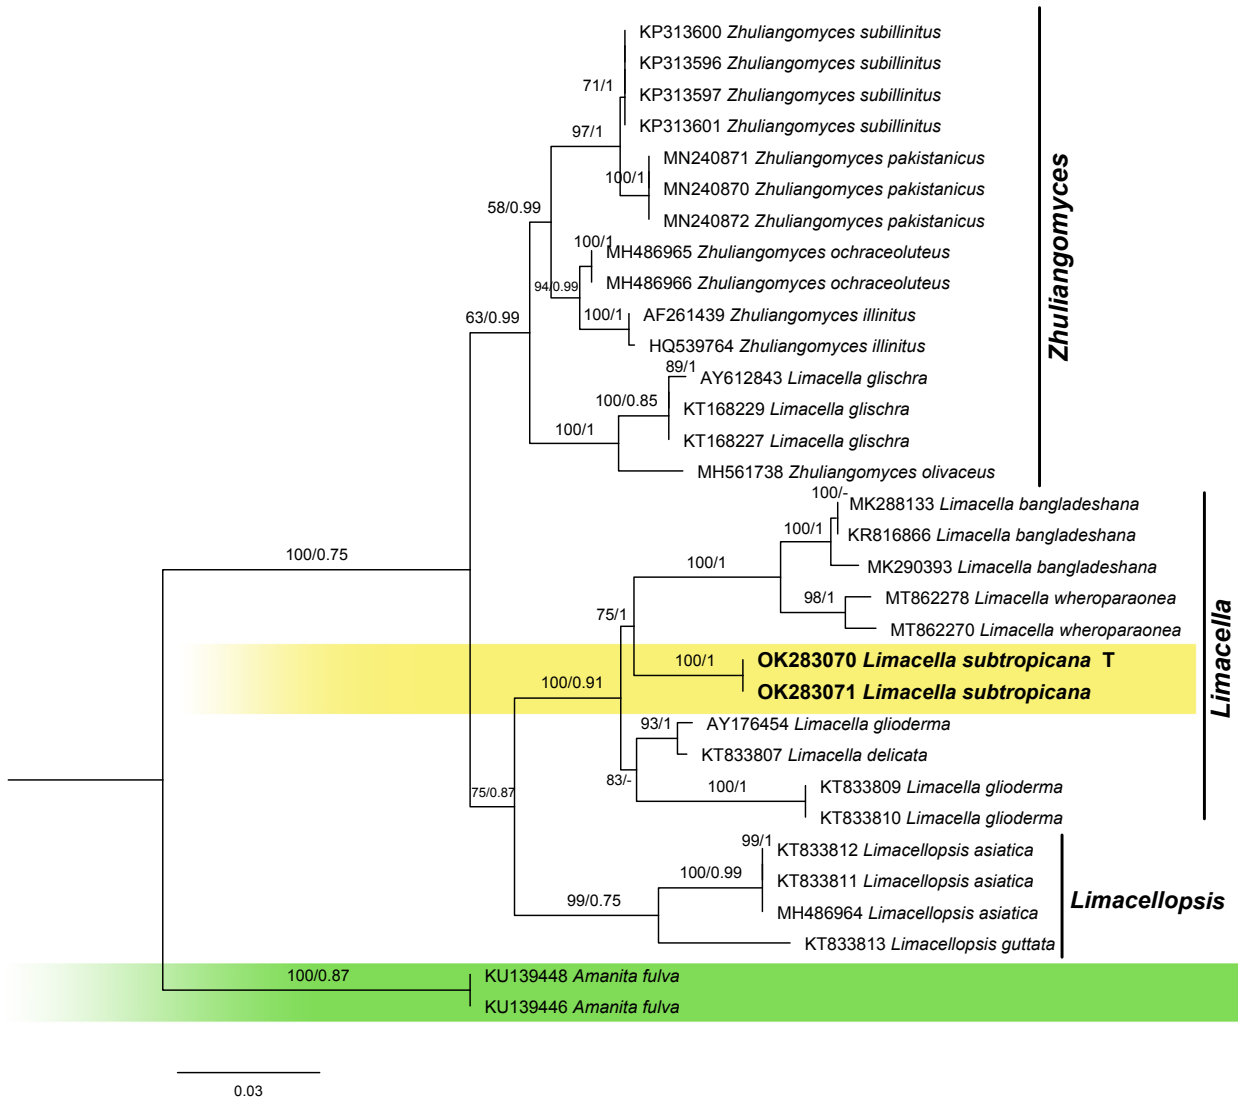 KP313600 Zhuliangomyces subillinitus
KP313596 Zhuliangomyces subillinitus
71/1
KP313597 Zhuliangomyces subillinitus
KP313601 Zhuliangomyces subillinitus
97/1
MN240871 Zhuliangomyces pakistanicus
100/1
MN240870 Zhuliangomyces pakistanicus
MN240872 Zhuliangomyces pakistanicus
58/0.99
100/1
MH486965 Zhuliangomyces ochraceoluteus
MH486966 Zhuliangomyces ochraceoluteus
94/0.99
100/1
AF261439 Zhuliangomyces illinitus
HQ539764 Zhuliangomyces illinitus
63/0.99
89/1
AY612843 Limacella glischra
100/0.85
KT168229 Limacella glischra
100/1
KT168227 Limacella glischra
MH561738 Zhuliangomyces olivaceus
Zhuliangomyces
100/-
MK288133 Limacella bangladeshana
100/1
KR816866 Limacella bangladeshana
MK290393 Limacella bangladeshana
100/0.75
100/1
98/1
MT862278 Limacella wheroparaonea
MT862270 Limacella wheroparaonea
75/1
100/1
OK283070 Limacella subtropicana T
OK283071 Limacella subtropicana
100/0.91
93/1
AY176454 Limacella glioderma
KT833807 Limacella delicata
83/-
100/1
KT833809 Limacella glioderma
KT833810 Limacella glioderma
Limacella
75/0.87
99/1
KT833812 Limacellopsis asiatica
100/0.99
KT833811 Limacellopsis asiatica
99/0.75
MH486964 Limacellopsis asiatica
KT833813 Limacellopsis guttata
Limacellopsis
100/0.87
KU139448 Amanita fulva
KU139446 Amanita fulva
0.03